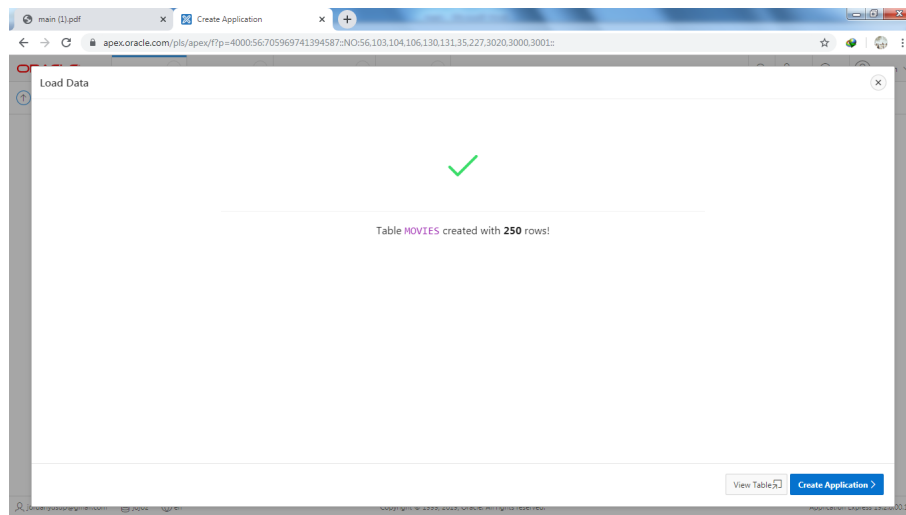 main (1).pdf
Create Application
apex.oracle.com/pls/apex/f?p=4000:56:705969741394587::NO:56,103,104,106,130,131,35,227,3020,3000,3001::
Load Data
Table MOVIES created with 250 rows!
View Table
Create Application